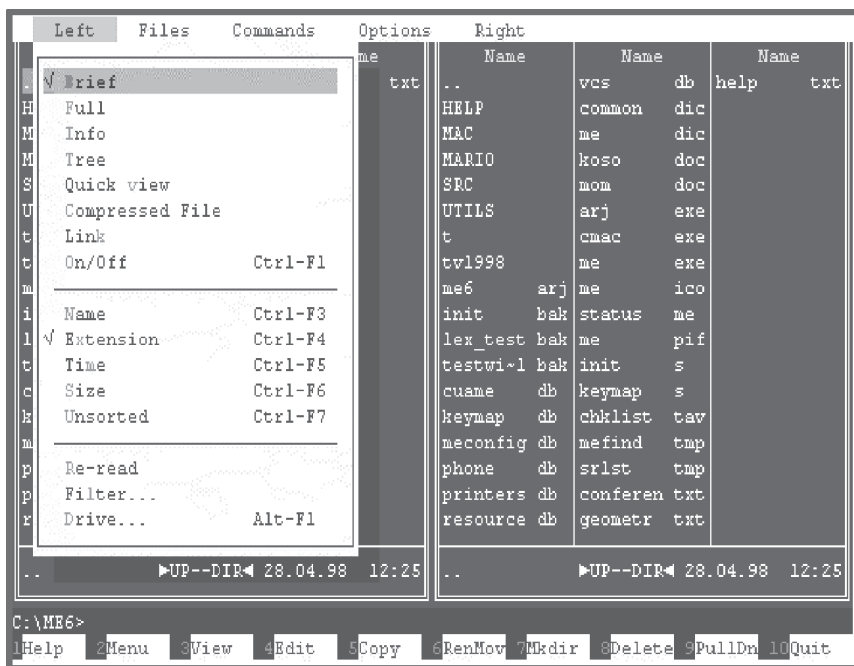 Left Files Commands Options Right
me Name Name Name
√ Brief txt .. vcs db help txt
H Full HELP common dic
M Info MAC me dic
M Tree MARIO koso doc
S Quick view SRC mom doc
U Compressed File UTILS arj exe
t Link t cmac exe
t On/Off Ctrl-F1 tv1998 me exe
m me6 arj me ico
i Name Ctrl-F3 init bak status me
l √ Extension Ctrl-F4 lex_test bak me pif
t Time Ctrl-F5 testwi~1 bak init s
c Size Ctrl-F6 cuame db keymap s
k Unsorted Ctrl-F7 keymap db chklist tav
m meconfig db mefind tmp
p Re-read phone db srlst tmp
p Filter... printers db conferen txt
r Drive... Alt-F1 resource db geometr txt
.. ►UP--DIR◄ 28.04.98 12:25 .. ►UP--DIR◄ 28.04.98 12:25
C:\ME6>
1Help 2Menu 3View 4Edit 5Copy 6RenMov 7Mkdir 8Delete 9PullDn 10Quit